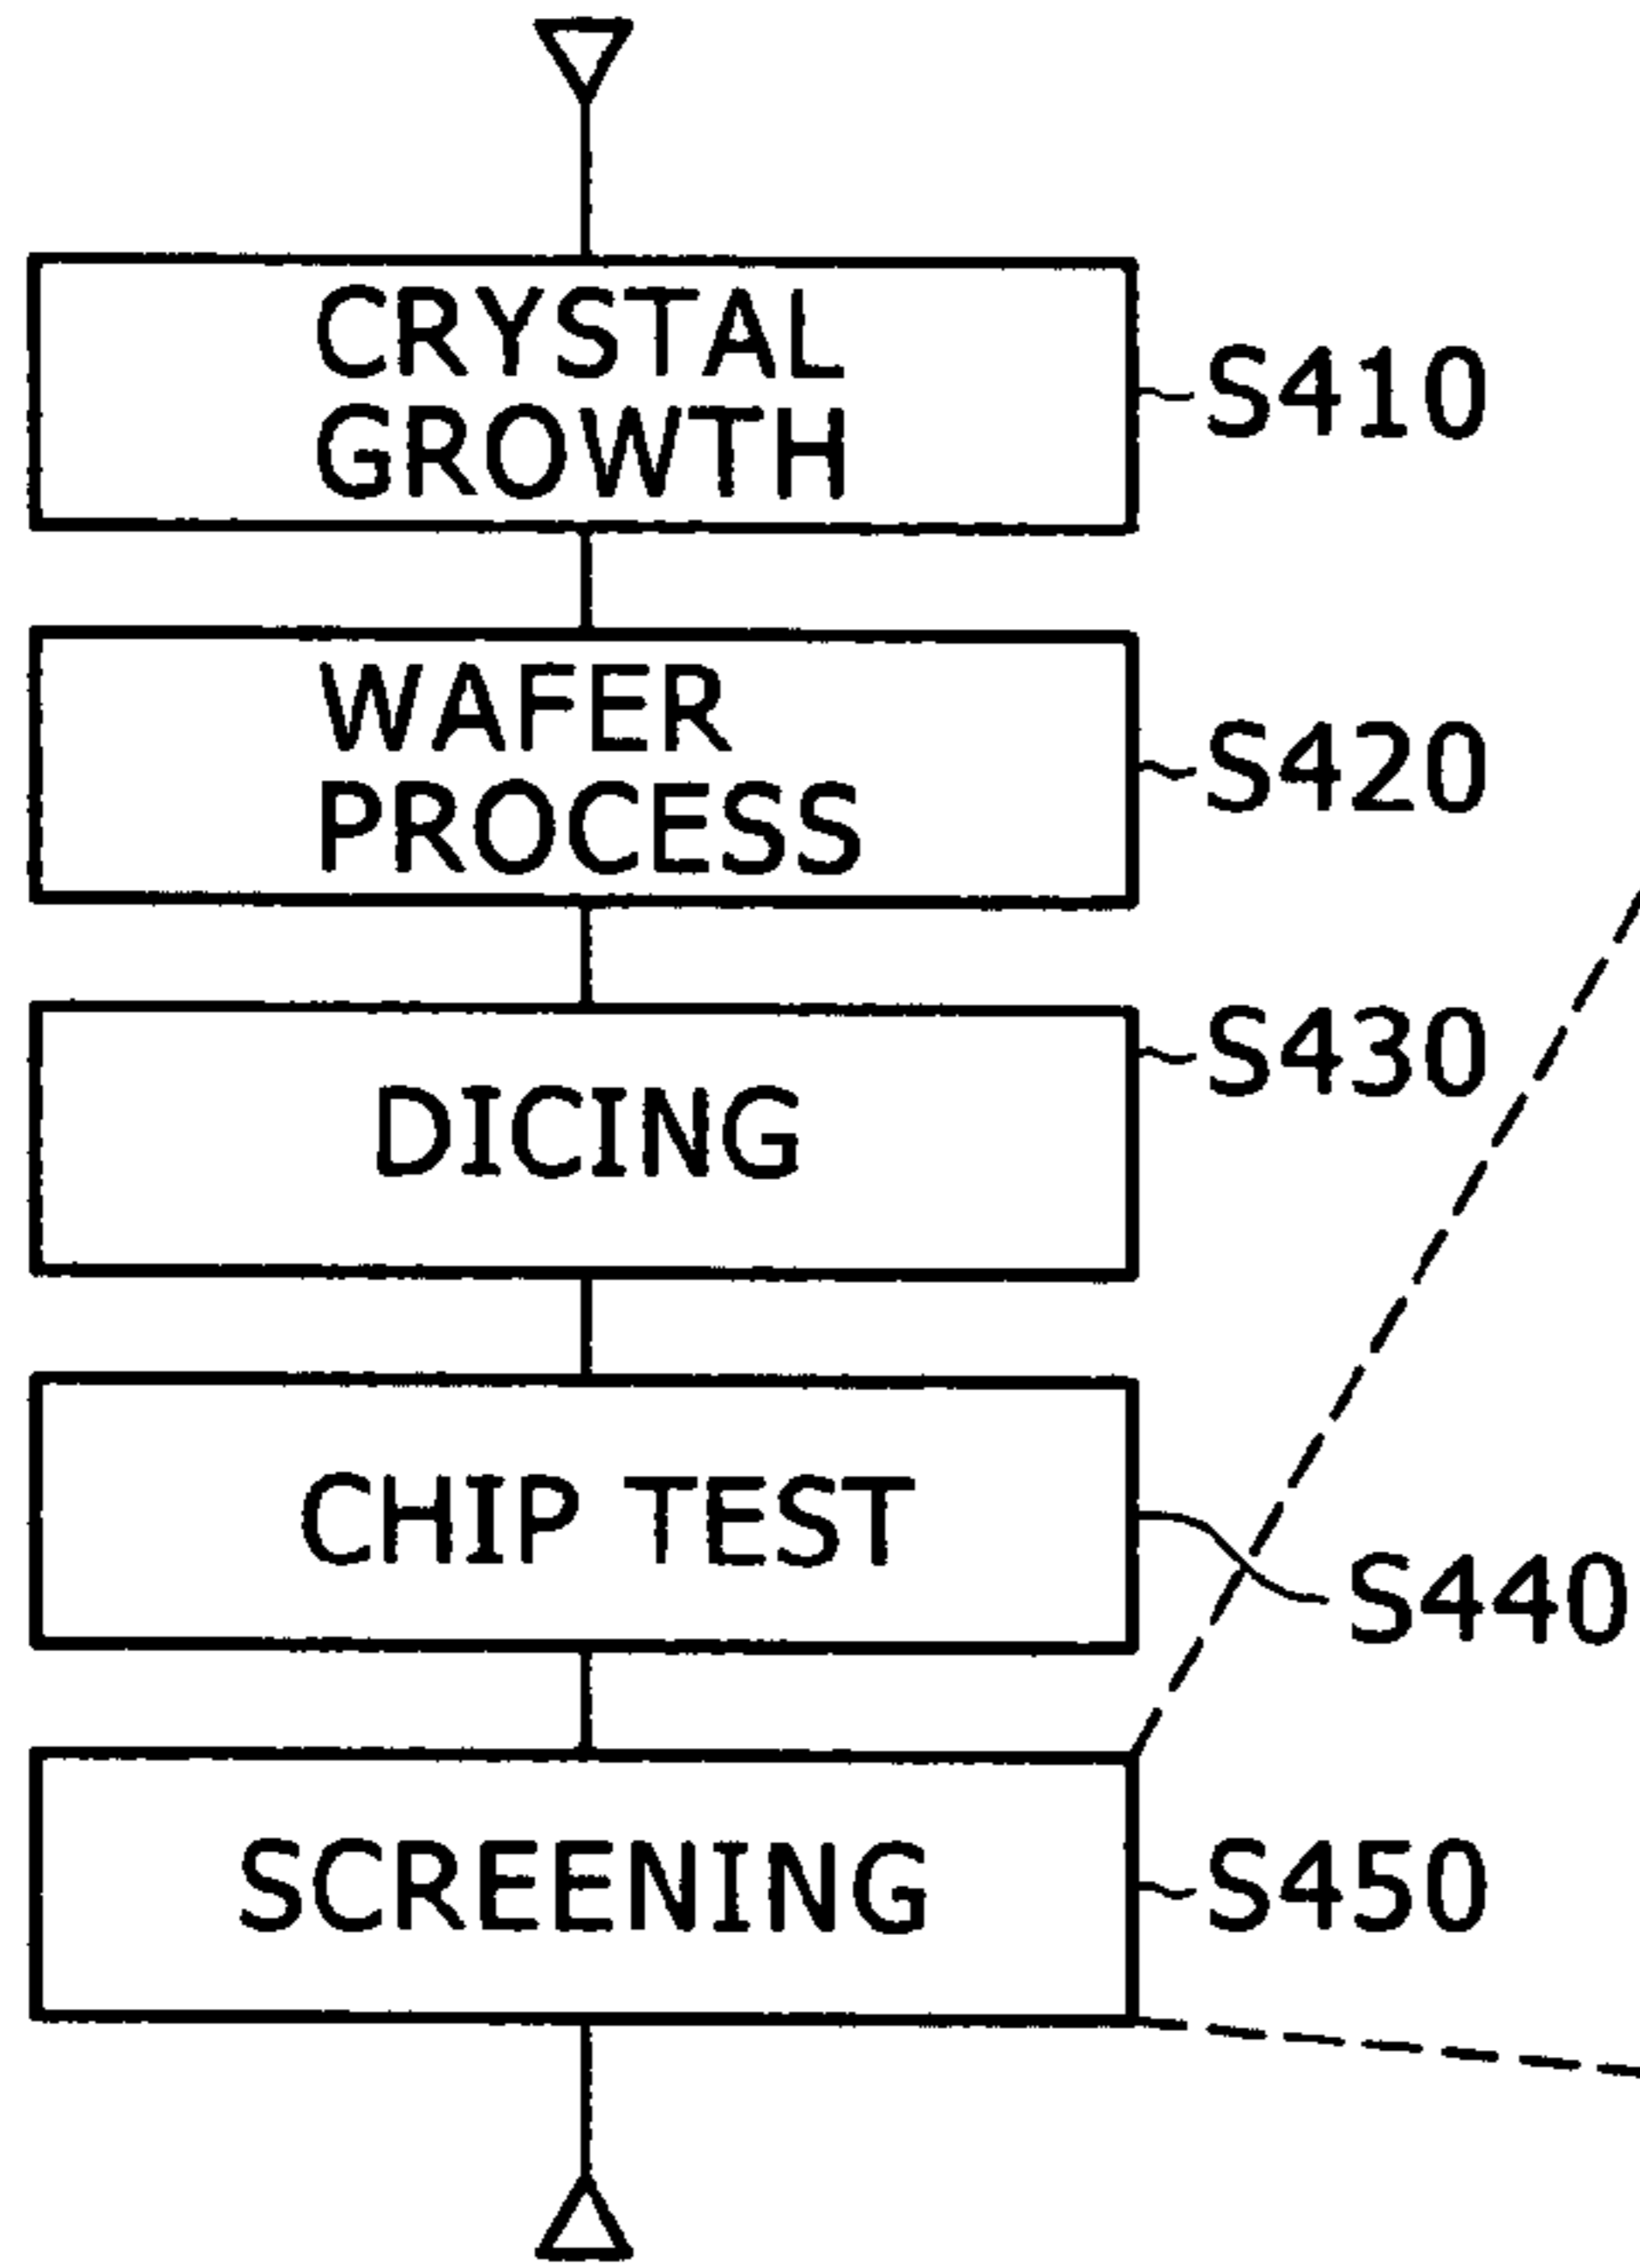 CRYSTAL
GROWTH
S410
WAFER
PROCESS
S420
DICING
S430
CHIP TEST
S440
SCREENING
S450